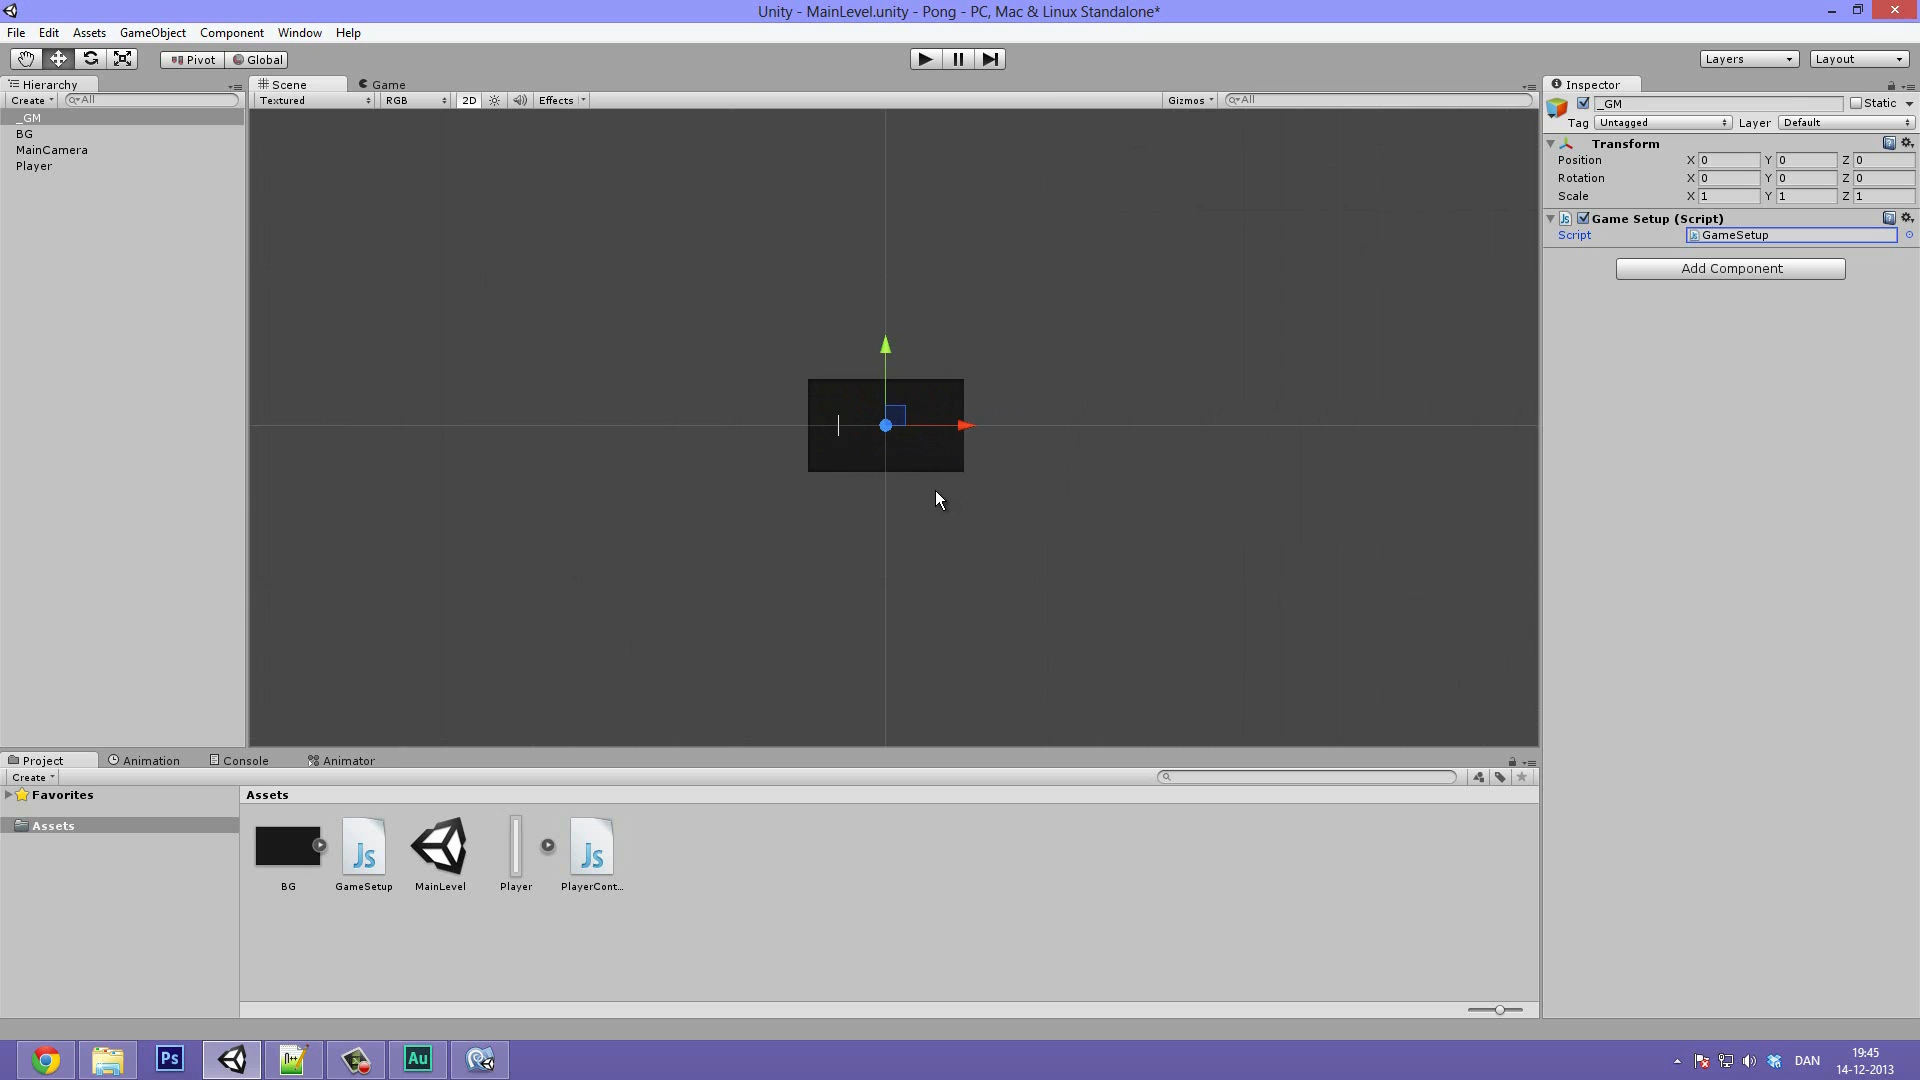 Unity - MainLevel.unity - Pong - PC, Mac & Linux Standalone*
File Edit Assets GameObject Component Window Help
Pivot Global Layers Layout
Hierarchy Scene Game Inspector
Create All Textured RGB 2D Effects Gizmos All
_GM Static
Tag Untagged Layer Default
_GM
BG
MainCamera
Player
Transform
Position X 0 Y 0 Z 0
Rotation X 0 Y 0 Z 0
Scale X 1 Y 1 Z 1
Game Setup (Script)
Script GameSetup
Add Component
Project Animation Console Animator
Create
Favorites
Assets
Assets
Js Js
BG GameSetup MainLevel Player PlayerCont...
Ps Au
DAN
19:45
14-12-2013